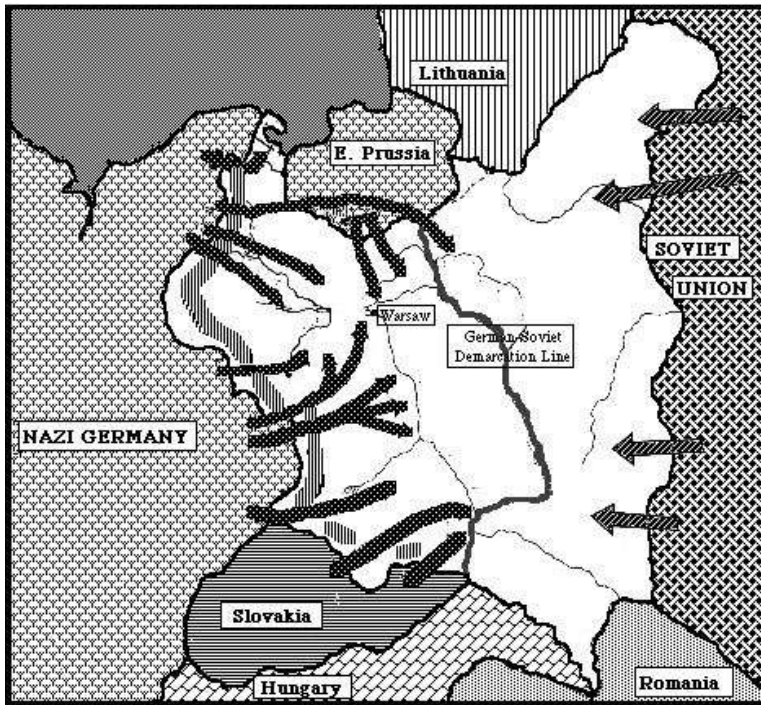 Lithuania
E. Prussia
SOVIET
UNION
Warsaw
German-Soviet
Demarcation Line
NAZI GERMANY
Slovakia
Hungary
Romania